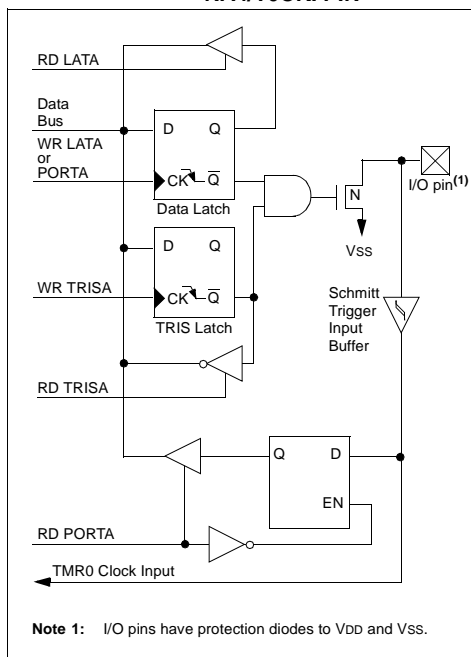 RD LATA
Data
Bus
WR LATA
or
PORTA
D Q
CK Q
Data Latch
D Q
CK Q
TRIS Latch
WR TRISA
RD TRISA
N
I/O pin(1)
VSS
Schmitt
Trigger
Input
Buffer
Q D
EN
RD PORTA
TMR0 Clock Input
Note 1: I/O pins have protection diodes to VDD and VSS.